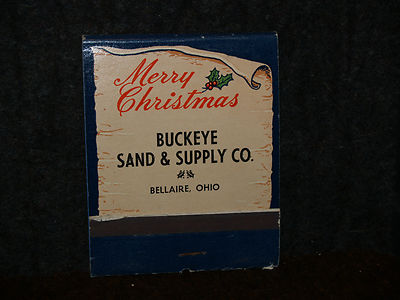 Merry
Christmas
BUCKEYE
SAND & SUPPLY CO.
BELLAIRE, OHIO